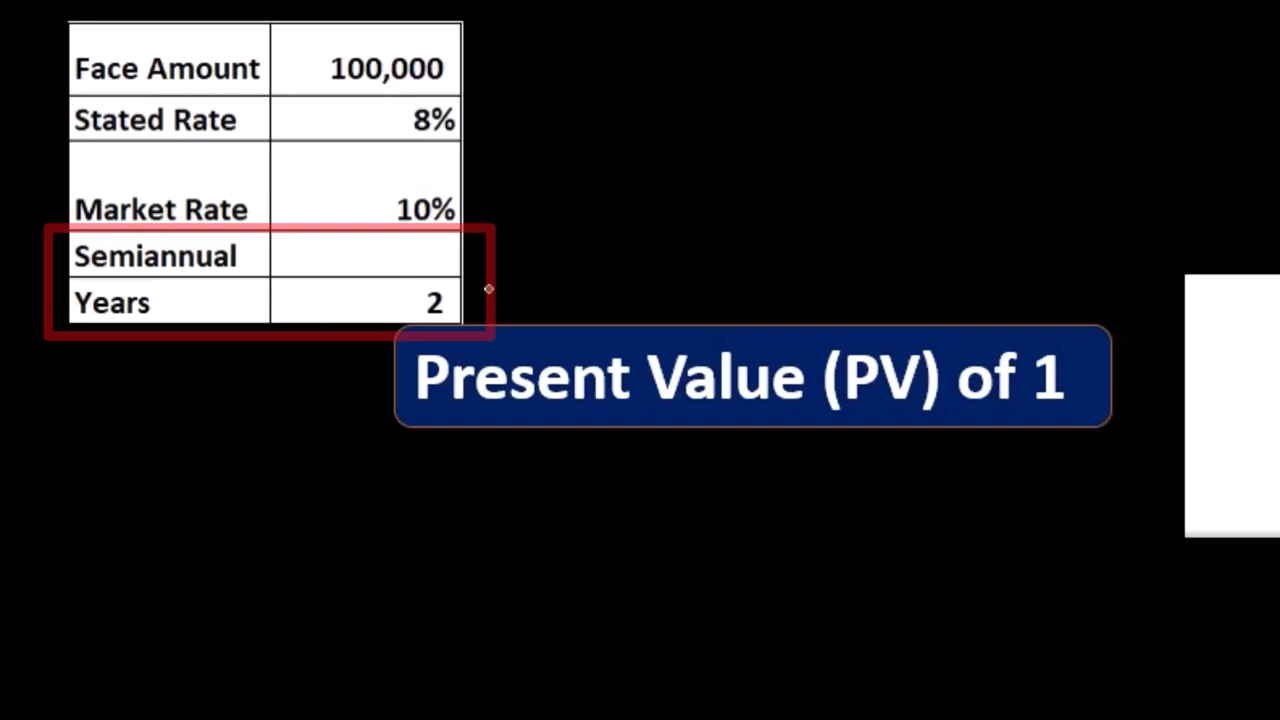 Face Amount 100,000
Stated Rate 8%
Market Rate 10%
Semiannual
Years 2
Present Value (PV) of 1